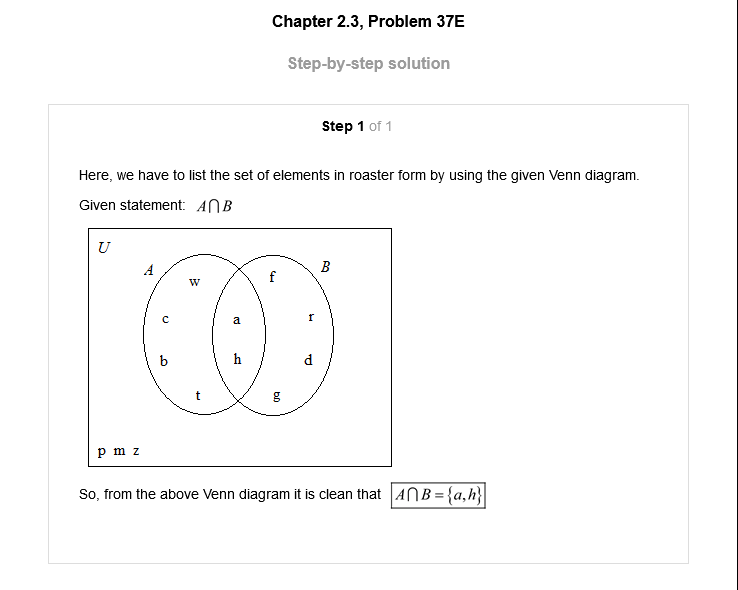 Chapter 2.3, Problem 37E
Step-by-step solution
Step 1 of 1
Here, we have to list the set of elements in roaster form by using the given Venn diagram.
Given statement: A⋂B
U
A
B
w
f
c
a
r
b
h
d
t
g
p m z
So, from the above Venn diagram it is clean that A⋂B = {a,h}